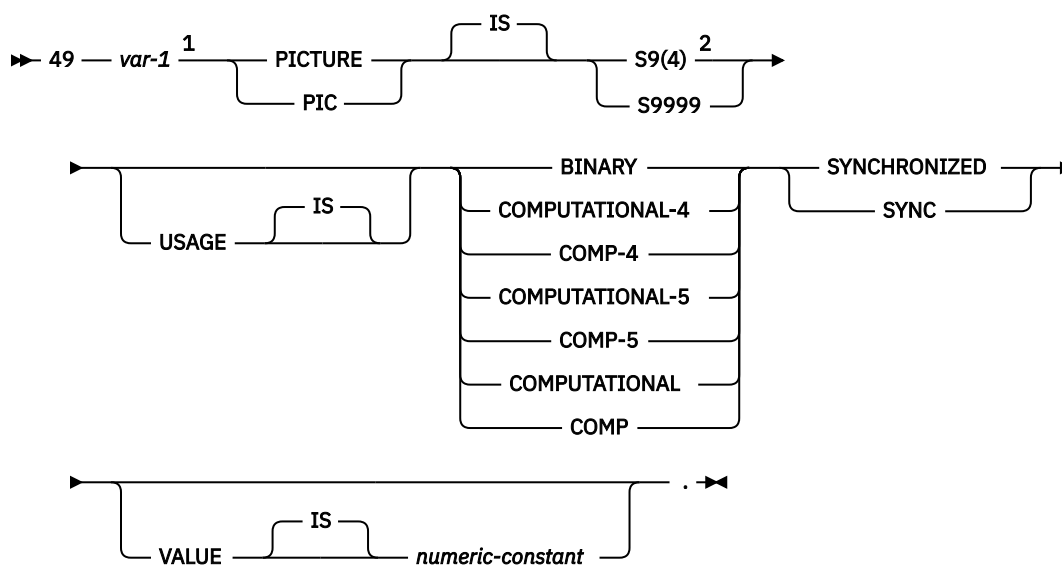 IS
49 var-1 1 PICTURE S9(4) 2
PIC S9999
BINARY SYNCHRONIZED
IS COMPUTATIONAL-4 SYNC
USAGE COMP-4
COMPUTATIONAL-5
COMP-5
COMPUTATIONAL
COMP
.
IS
VALUE numeric-constant